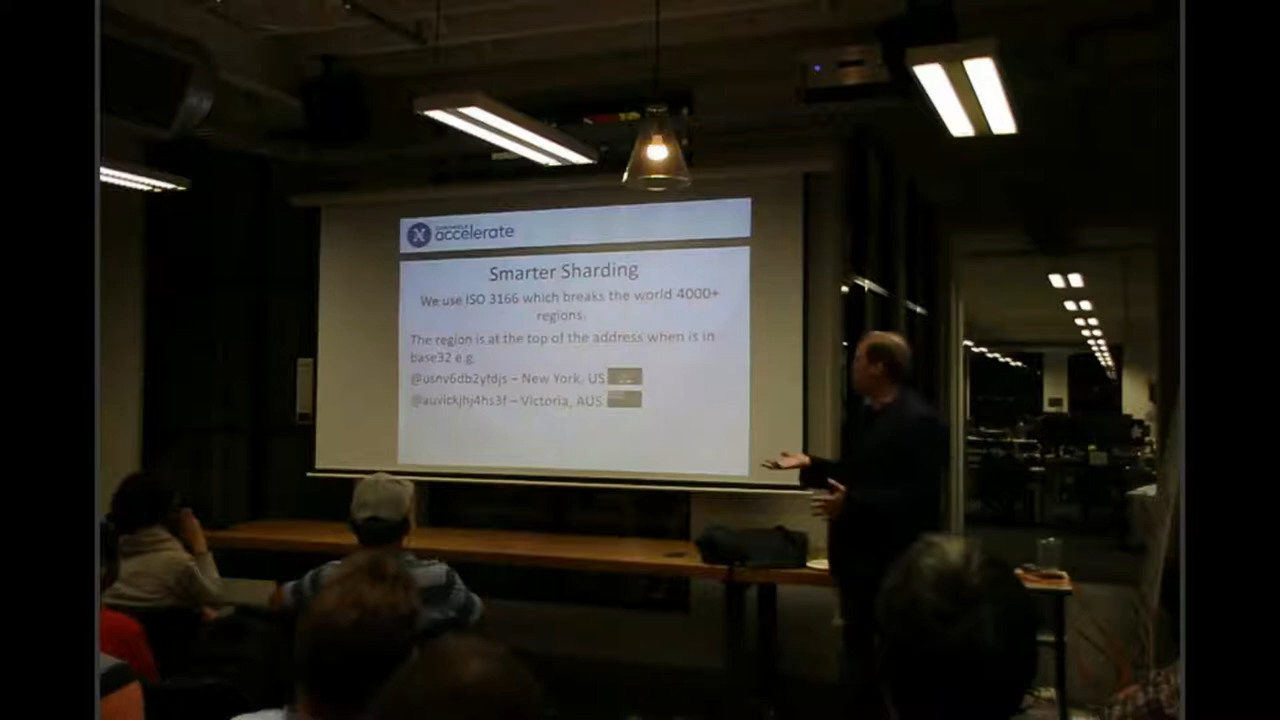 accelerate
Smarter Sharding
We use ISO 3166 which breaks the world 4000+
regions.
The region is at the top of the address when is in
base32 e.g.
@usnv6db2yfdjs – New York, US
@auvickjhj4hs3f – Victoria, AUS